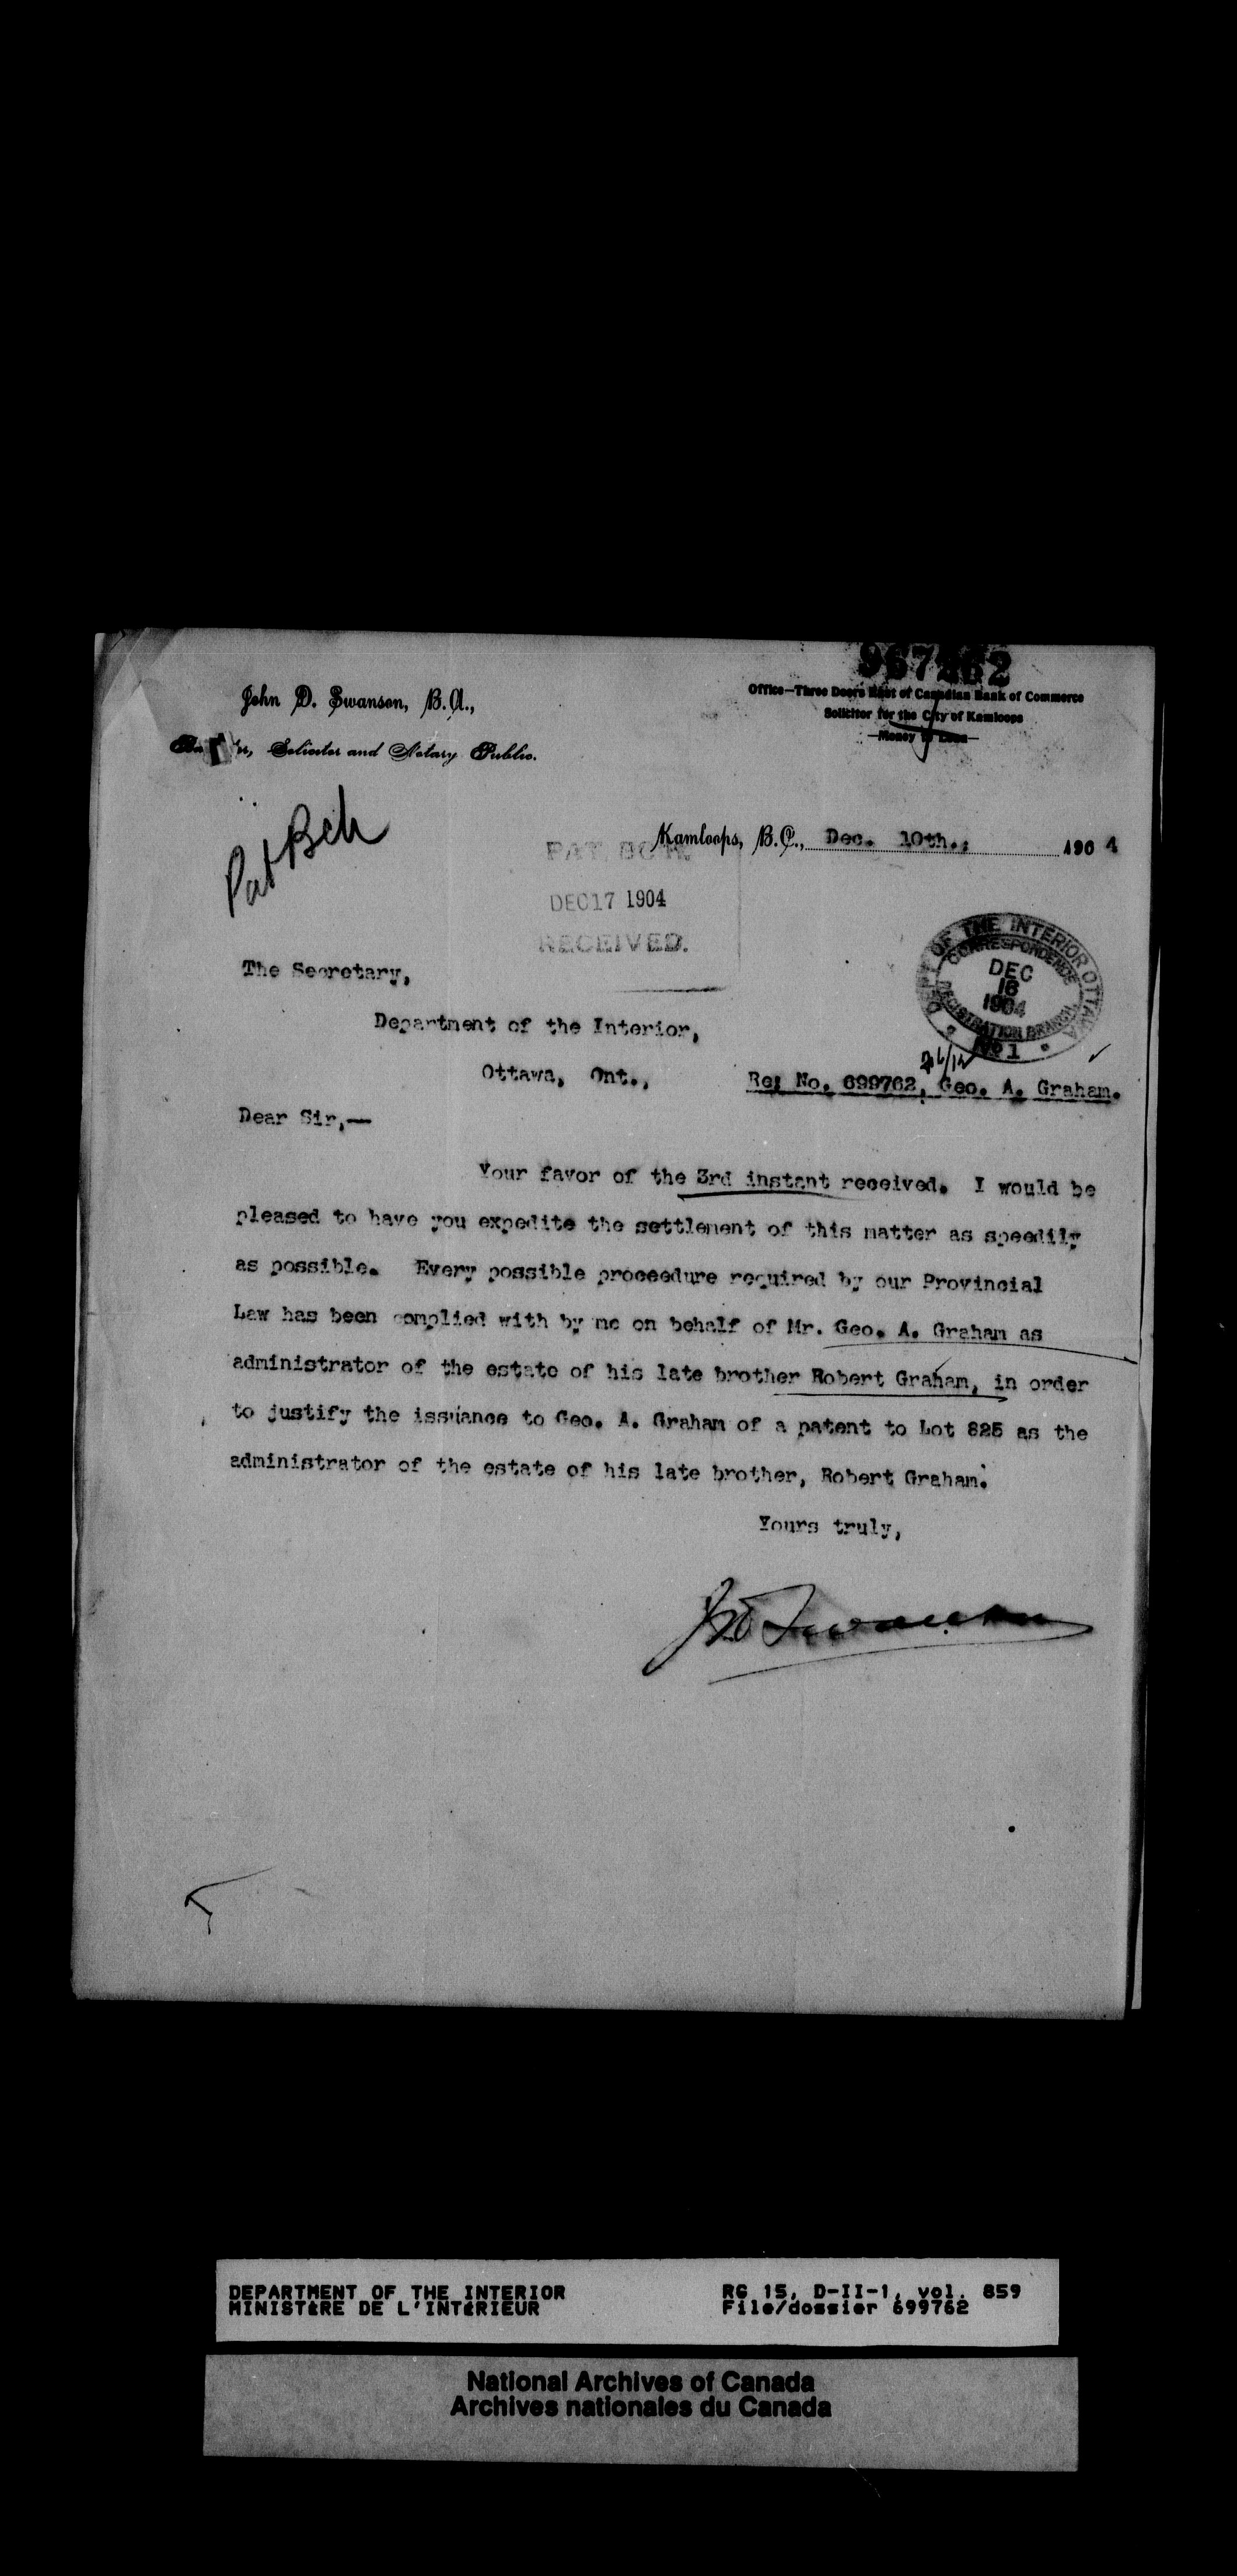 967262
John D. Swanson, B.A.,
Solicitor and Notary Public.
Office—Three Doors East of Canadian Bank of Commerce
Solicitor for the City of Kamloops
—Money to Loan—
Pat Bch
Kamloops, B.C., Dec. 10th., 1904
PAT. BCH.
DEC 17 1904
RECEIVED.
DEPT. OF THE INTERIOR OTTAWA
CORRESPONDENCE
DEC
16
1904
REGISTRATION BRANCH
The Secretary,
Department of the Interior,
Ottawa, Ont.,
Re: No. 699762, Geo. A. Graham.
Dear Sir,—
Your favor of the 3rd instant received. I would be
pleased to have you expedite the settlement of this matter as speedily
as possible. Every possible proceedure required by our Provincial
Law has been complied with by me on behalf of Mr. Geo. A. Graham as
administrator of the estate of his late brother Robert Graham, in order
to justify the issuance to Geo. A. Graham of a patent to Lot 825 as the
administrator of the estate of his late brother, Robert Graham.
Yours truly,
JnoDSwanson
DEPARTMENT OF THE INTERIOR
MINISTÈRE DE L'INTÉRIEUR
RG 15, D-II-1, vol. 859
File/dossier 699762
National Archives of Canada
Archives nationales du Canada